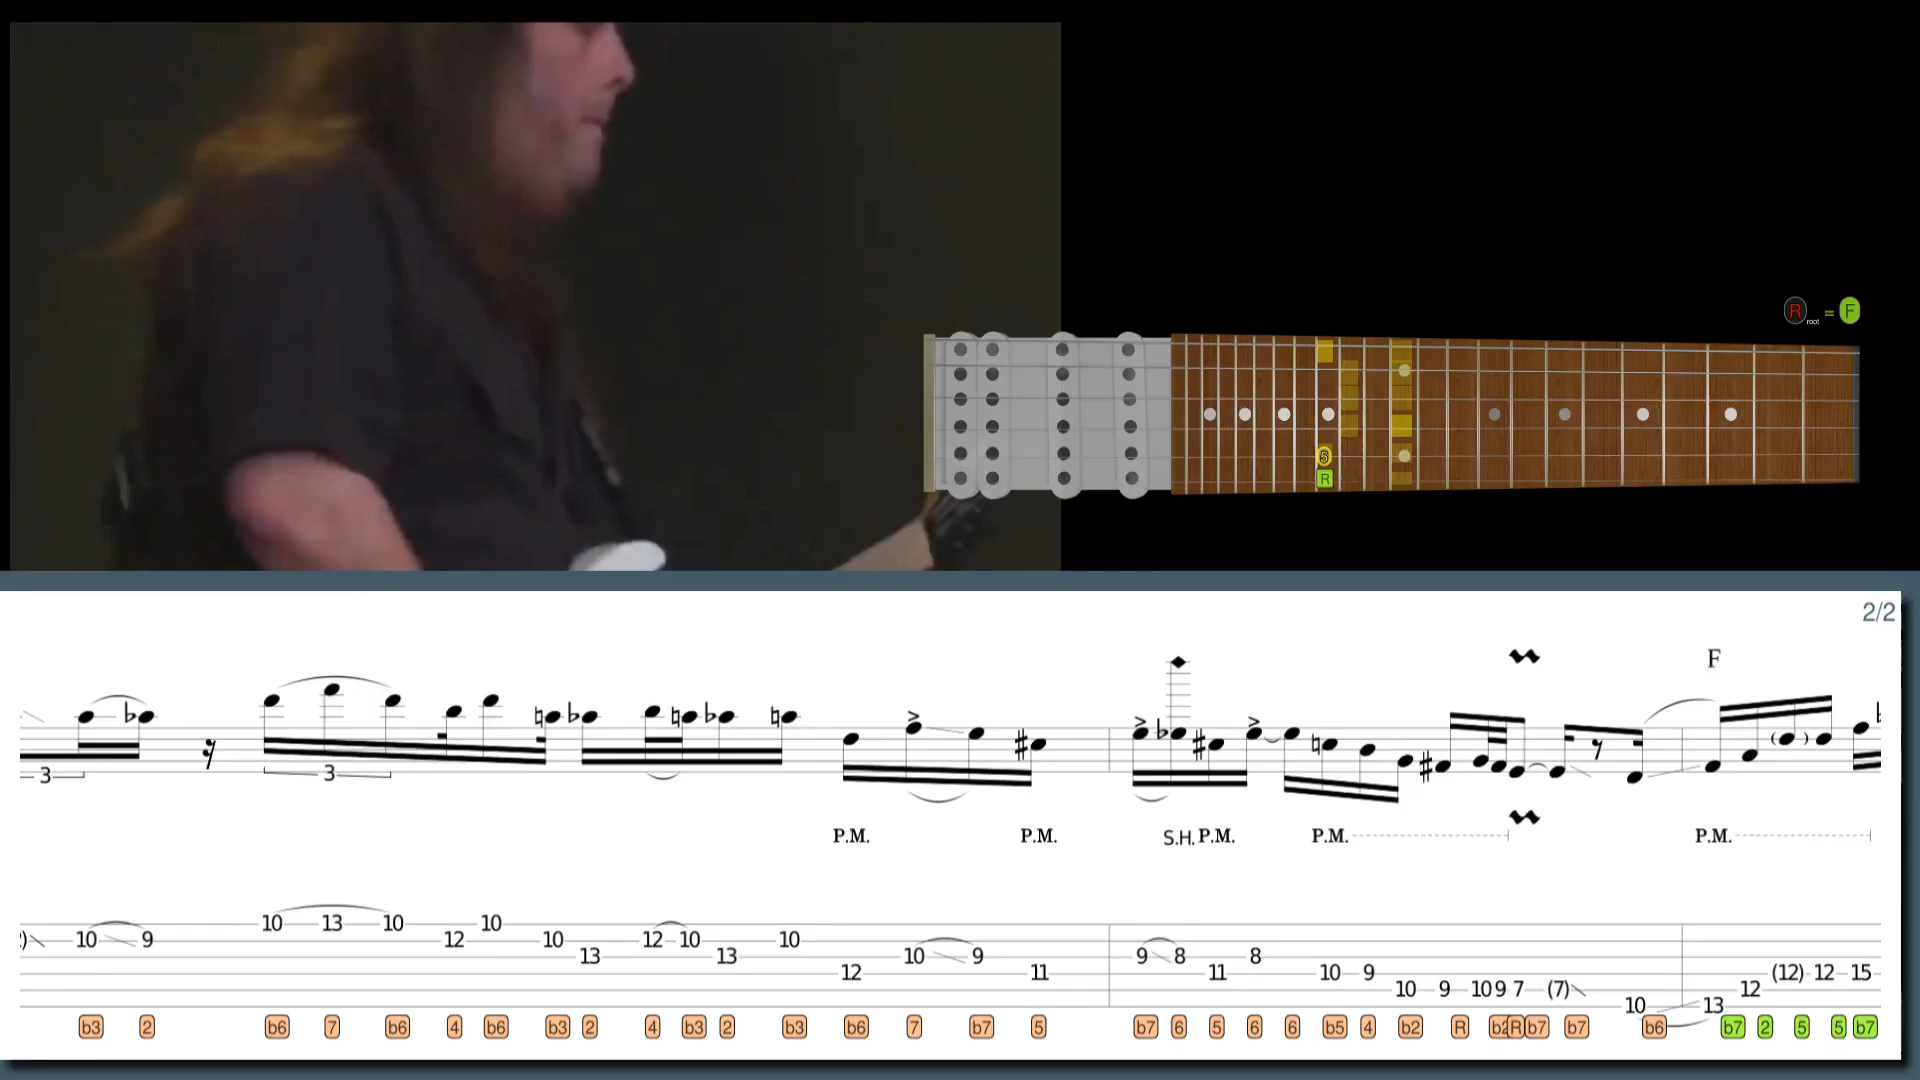 R root = F
5
R
2/2
F
3 3
P.M. P.M. S.H. P.M. P.M. P.M.
10 13 10 10
) 10 9 12 10 12 10 10
13 13 10 9 9 8 8
12 11 11 10 9 (12) 12 15
10 9 10 9 7 (7) 12
10 13
b3 2 b6 7 b6 4 b6 b3 2 4 b3 2 b3 b6 7 b7 5 b7 6 5 6 6 b5 4 b2 R b2 R b7 b7 b6 b7 2 5 5 b7